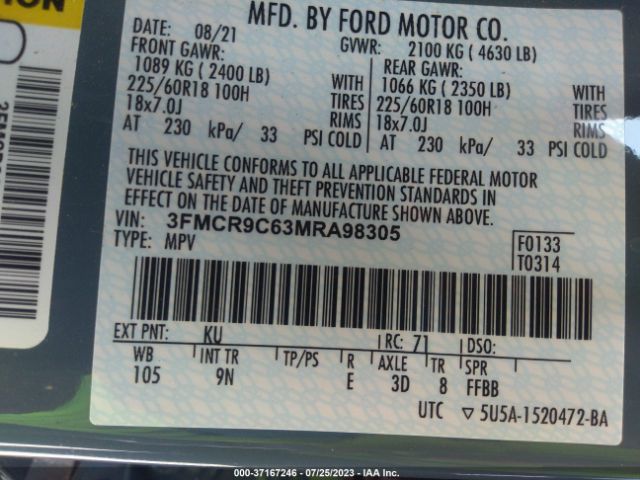 MFD. BY FORD MOTOR CO.
DATE: 08/21 GVWR: 2100 KG ( 4630 LB)
FRONT GAWR: REAR GAWR:
1089 KG ( 2400 LB) WITH 1066 KG ( 2350 LB) WITH
225/60R18 100H TIRES 225/60R18 100H TIRES
18x7.0J RIMS 18x7.0J RIMS
AT 230 kPa/ 33 PSI COLD AT 230 kPa/ 33 PSI COLD
THIS VEHICLE CONFORMS TO ALL APPLICABLE FEDERAL MOTOR
VEHICLE SAFETY AND THEFT PREVENTION STANDARDS IN
EFFECT ON THE DATE OF MANUFACTURE SHOWN ABOVE.
VIN: 3FMCR9C63MRA98305
TYPE: MPV
F0133
T0314
EXT PNT: KU RC: 71 DSO:
WB INT TR TP/PS R AXLE TR SPR
105 9N E 3D 8 FFBB
UTC ▽ 5U5A-1520472-BA
© - 37167246 - 07/25/2023 - IAA Inc.